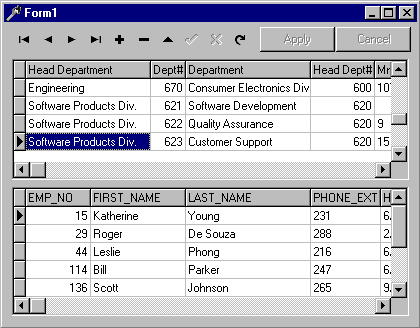 Form1
Apply Cancel
Head Department Dept# Department Head Dept# Mr
Engineering 670 Consumer Electronics Div 600 10
Software Products Div. 621 Software Development 620
Software Products Div. 622 Quality Assurance 620 9
Software Products Div. 623 Customer Support 620 15
EMP_NO FIRST_NAME LAST_NAME PHONE_EXT H
15 Katherine Young 231 6.
29 Roger De Souza 288 2.
44 Leslie Phong 216 6.
114 Bill Parker 247 6.
136 Scott Johnson 265 9.